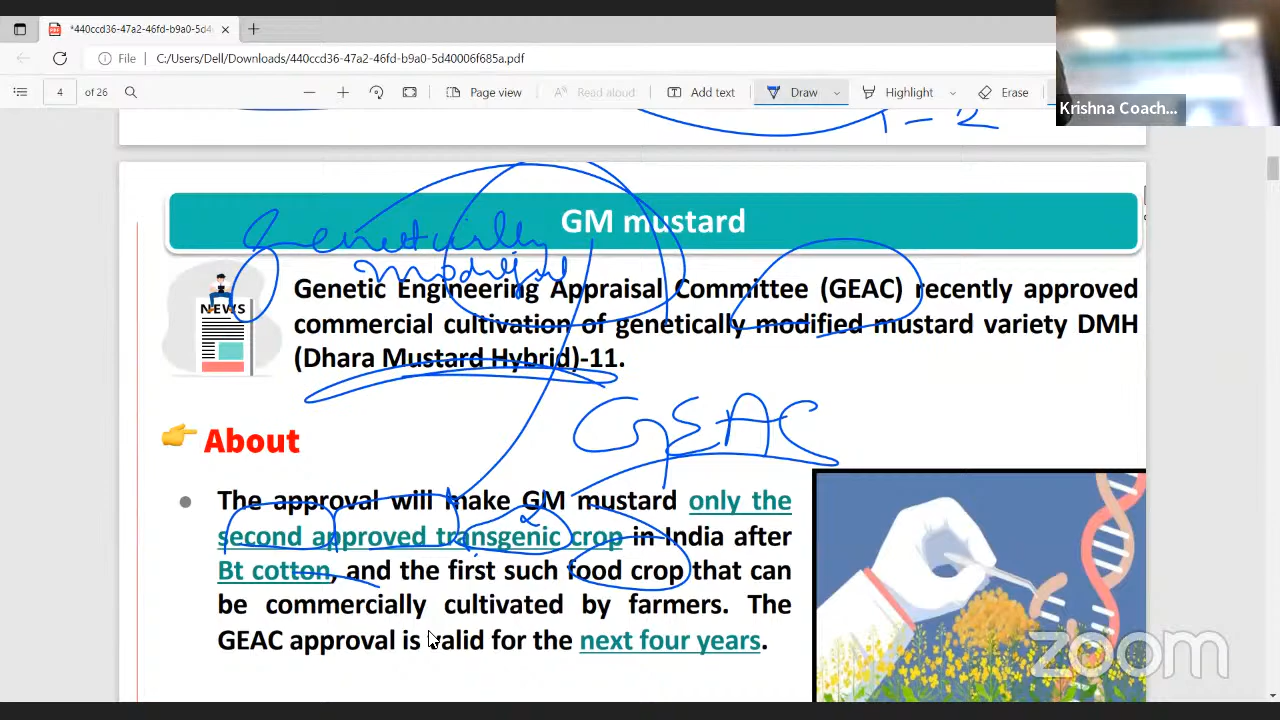 *440ccd36-47a2-46fd-b9a0-5d4
File
C:/Users/Dell/Downloads/440ccd36-47a2-46fd-b9a0-5d40006f685a.pdf
4 of 26
Page view
Read aloud
Add text
Draw
Highlight
Erase
Krishna Coach...
1 - 2
GM mustard
Genetically
modified
NEWS
Genetic Engineering Appraisal Committee (GEAC) recently approved
commercial cultivation of genetically modified mustard variety DMH
(Dhara Mustard Hybrid)-11.
GEAC
About
The approval will make GM mustard only the
2
second approved transgenic crop in India after
Bt cotton, and the first such food crop that can
be commercially cultivated by farmers. The
GEAC approval is valid for the next four years.
zoom